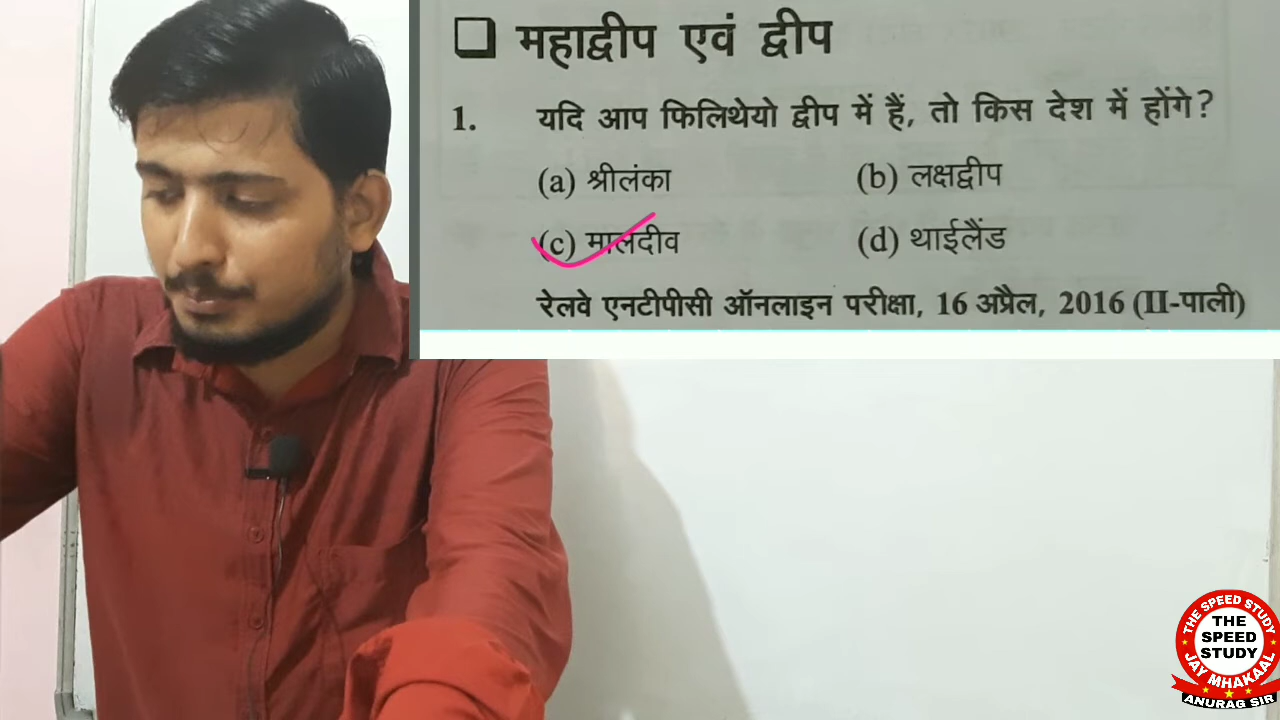 ❑ महाद्वीप एवं द्वीप
1. यदि आप फिलिथेयो द्वीप में हैं, तो किस देश में होंगे?
(a) श्रीलंका (b) लक्षद्वीप
(c) मालदीव (d) थाईलैंड
रेलवे एनटीपीसी ऑनलाइन परीक्षा, 16 अप्रैल, 2016 (II-पाली)
THE SPEED STUDY
THE
SPEED
STUDY
JAY MHAKAAL
ANURAG SIR